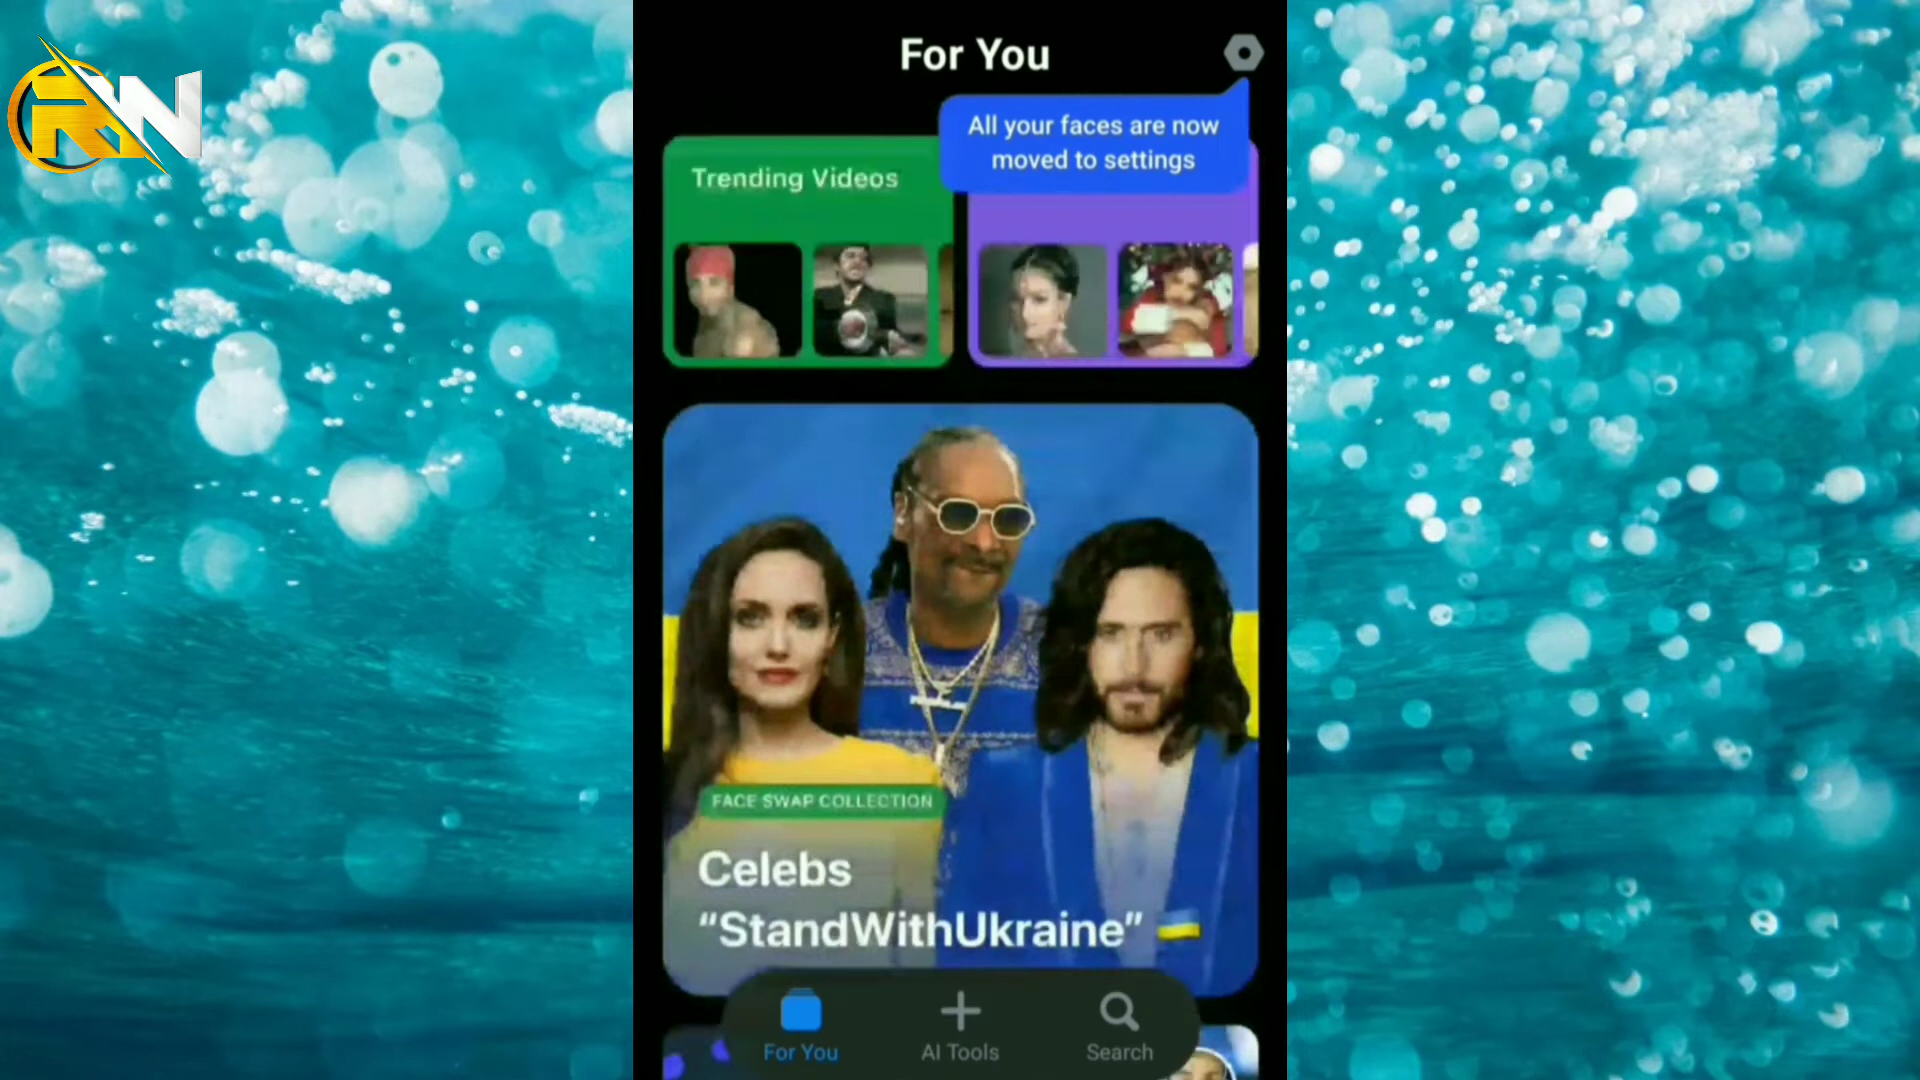 RW
For You
All your faces are now
moved to settings
Trending Videos
FACE SWAP COLLECTION
Celebs
“StandWithUkraine”
For You
AI Tools
Search